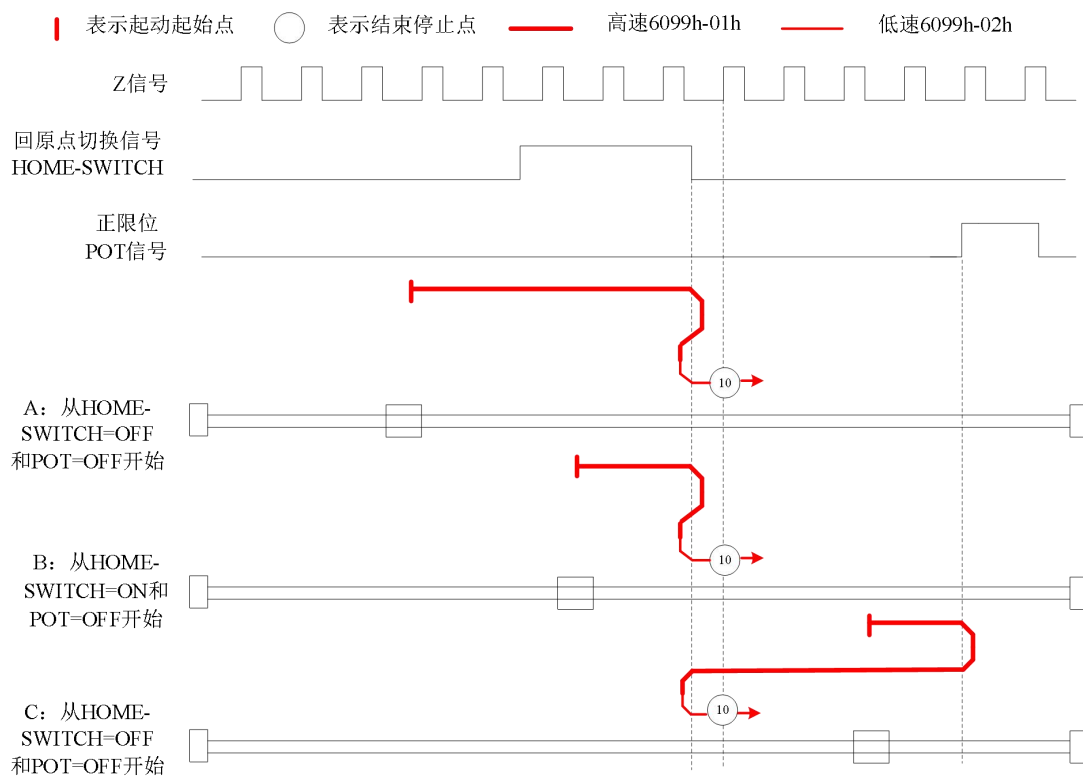 表示起动起始点 表示结束停止点 高速6099h-01h 低速6099h-02h
Z信号
回原点切换信号
HOME-SWITCH
正限位
POT信号
10
A：从HOME-
SWITCH=OFF
和POT=OFF开始
10
B：从HOME-
SWITCH=ON和
POT=OFF开始
10
C：从HOME-
SWITCH=OFF
和POT=OFF开始